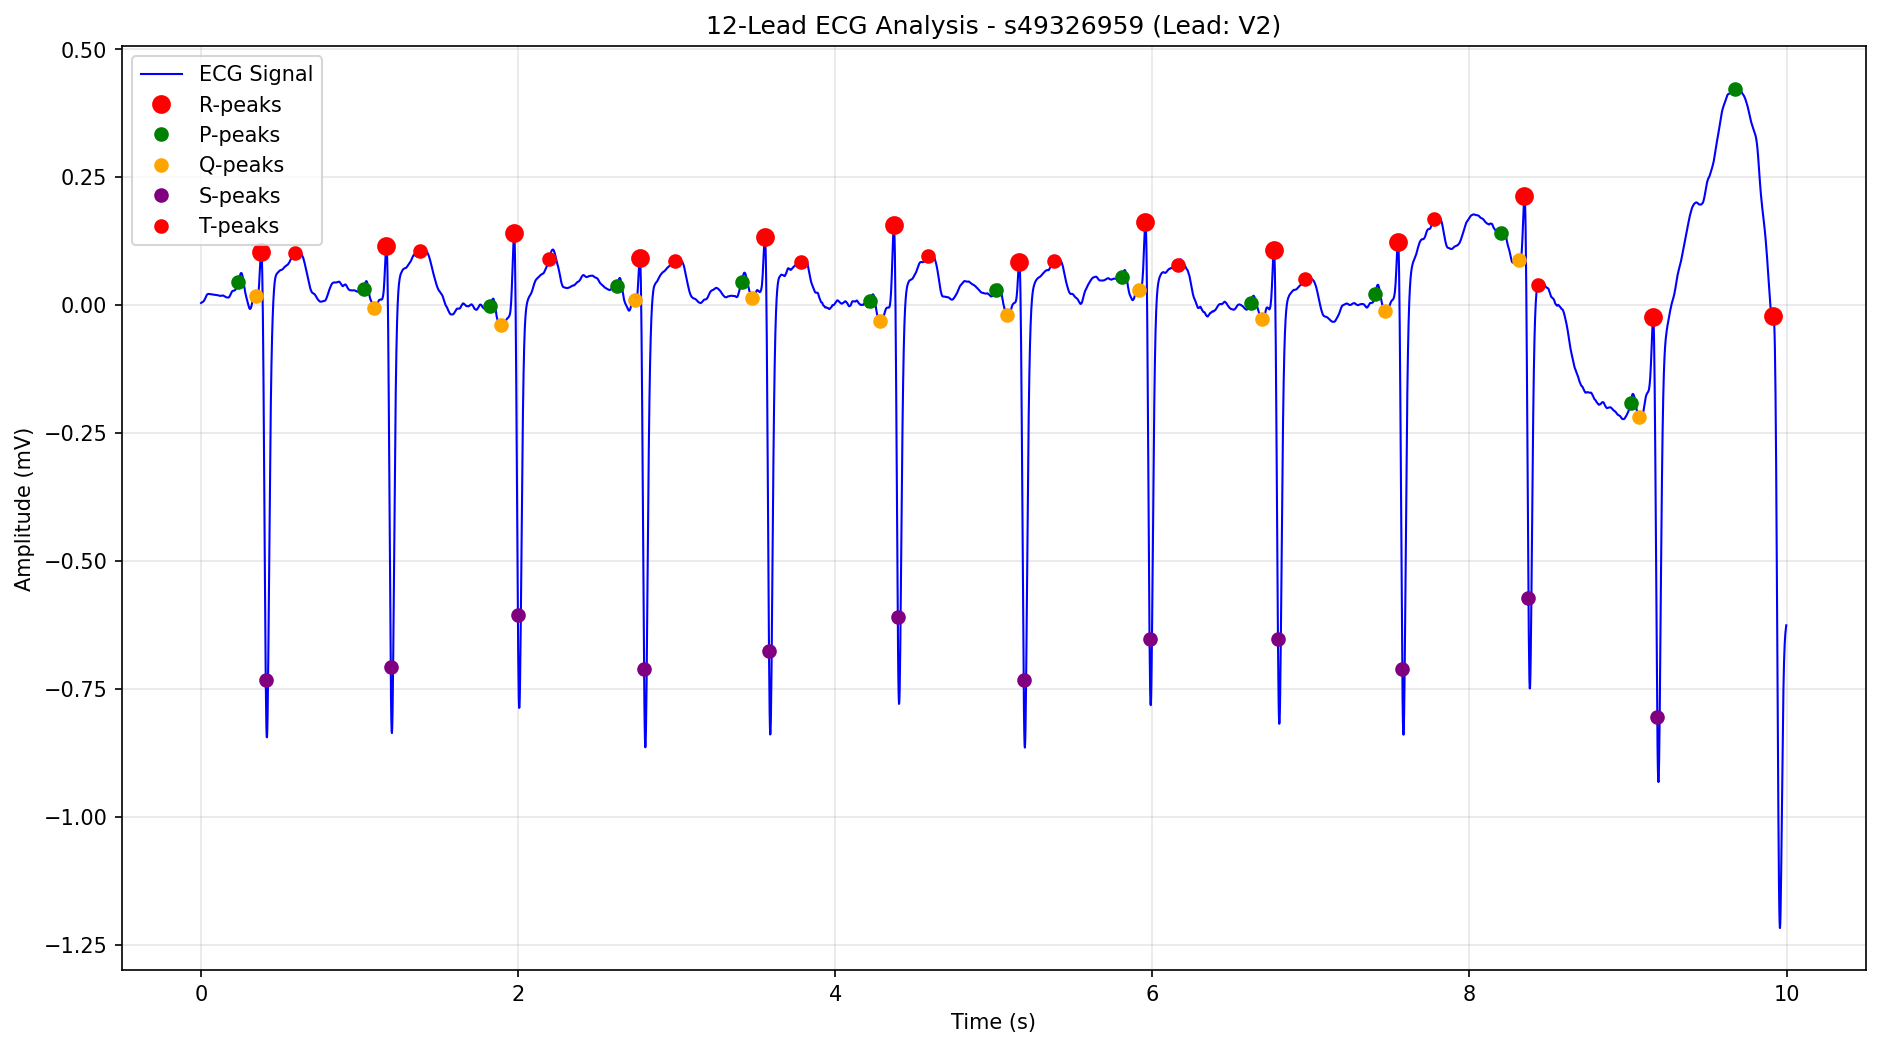 12-Lead ECG Analysis - s49326959 (Lead: V2)
ECG Signal
R-peaks
P-peaks
Q-peaks
S-peaks
T-peaks
Amplitude (mV)
0.50
0.25
0.00
−0.25
−0.50
−0.75
−1.00
−1.25
0 2 4 6 8 10
Time (s)